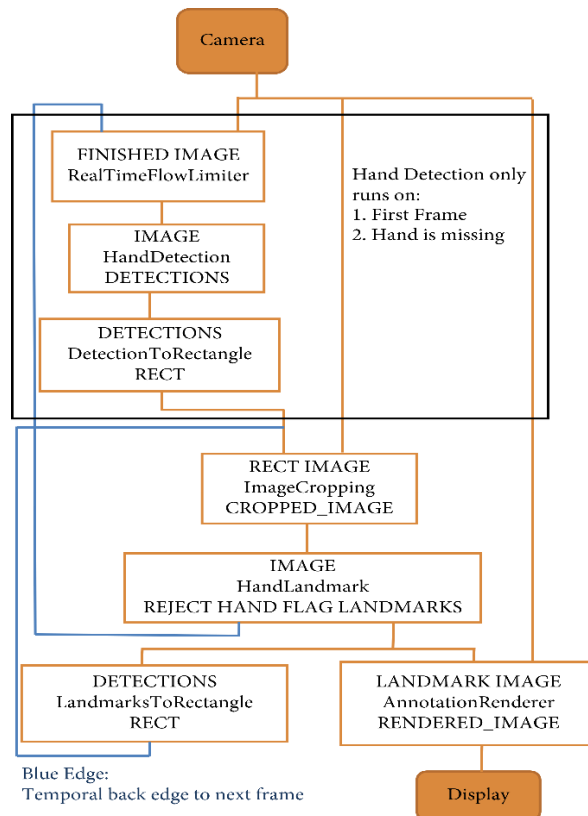 Camera
FINISHED IMAGE
RealTimeFlowLimiter
Hand Detection only
runs on:
1. First Frame
2. Hand is missing
IMAGE
HandDetection
DETECTIONS
DETECTIONS
DetectionToRectangle
RECT
RECT IMAGE
ImageCropping
CROPPED_IMAGE
IMAGE
HandLandmark
REJECT HAND FLAG LANDMARKS
DETECTIONS
LandmarksToRectangle
RECT
LANDMARK IMAGE
AnnotationRenderer
RENDERED_IMAGE
Blue Edge:
Temporal back edge to next frame
Display